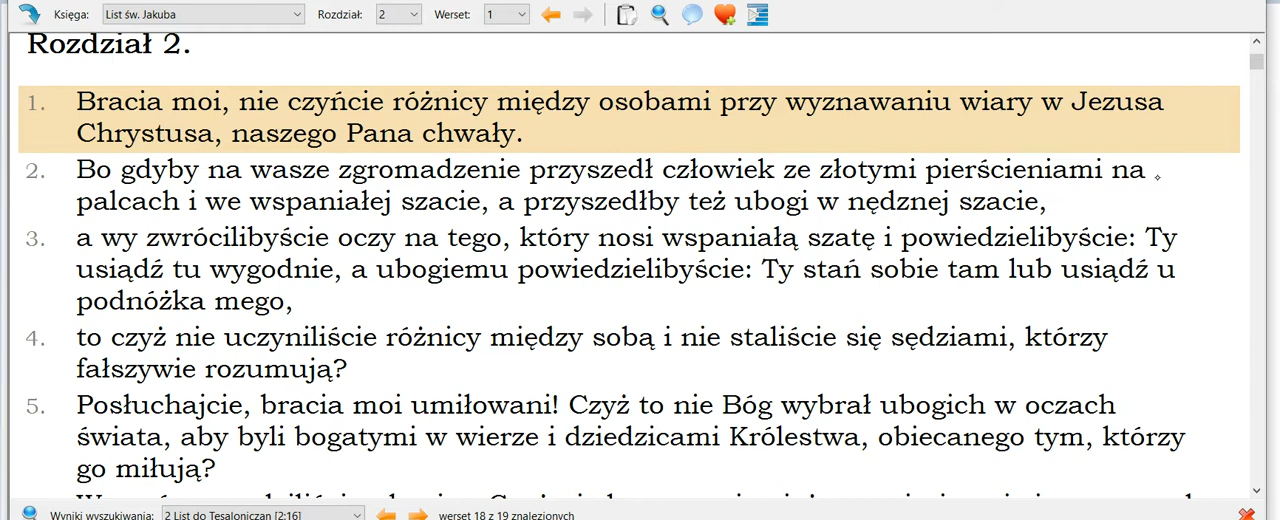 Księga: List św. Jakuba Rozdział: 2 Werset: 1
Rozdział 2.
1. Bracia moi, nie czyńcie różnicy między osobami przy wyznawaniu wiary w Jezusa
Chrystusa, naszego Pana chwały.
2. Bo gdyby na wasze zgromadzenie przyszedł człowiek ze złotymi pierścieniami na
palcach i we wspaniałej szacie, a przyszedłby też ubogi w nędznej szacie,
3. a wy zwrócilibyście oczy na tego, który nosi wspaniałą szatę i powiedzielibyście: Ty
usiądź tu wygodnie, a ubogiemu powiedzielibyście: Ty stań sobie tam lub usiądź u
podnóżka mego,
4. to czyż nie uczyniliście różnicy między sobą i nie staliście się sędziami, którzy
fałszywie rozumują?
5. Posłuchajcie, bracia moi umiłowani! Czyż to nie Bóg wybrał ubogich w oczach
świata, aby byli bogatymi w wierze i dziedzicami Królestwa, obiecanego tym, którzy
go miłują?
Wyniki wyszukiwania: 2 List do Tesaloniczan [2:16] werset 18 z 19 znalezionych